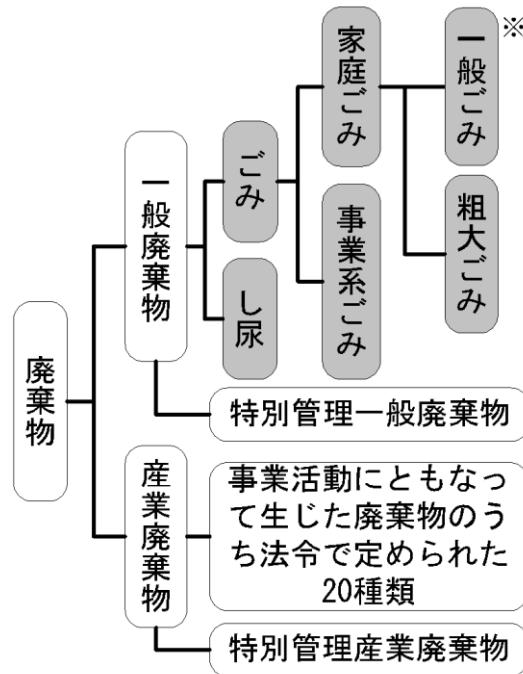 廃棄物
一般廃棄物
ごみ
家庭ごみ
一般ごみ
※
粗大ごみ
事業系ごみ
し尿
特別管理一般廃棄物
産業廃棄物
事業活動にともなっ
て生じた廃棄物のう
ち法令で定められた
20種類
特別管理産業廃棄物